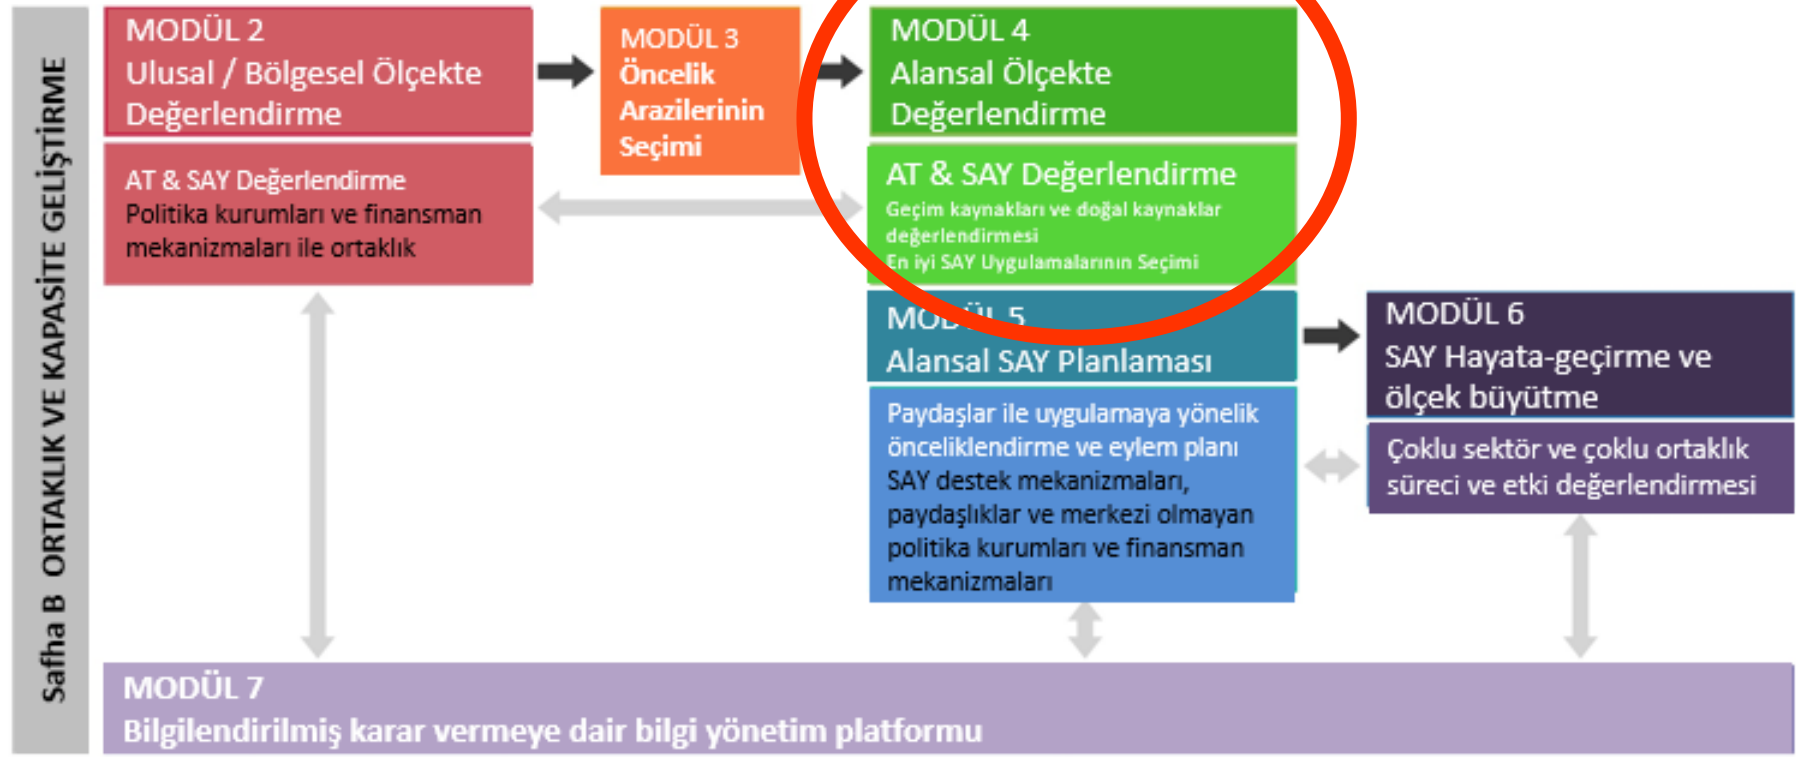 Safha B ORTAKLIK VE KAPASİTE GELİŞTİRME
MODÜL 2
Ulusal / Bölgesel Ölçekte
Değerlendirme
AT & SAY Değerlendirme
Politika kurumları ve finansman
mekanizmaları ile ortaklık
MODÜL 3
Öncelik
Arazilerinin
Seçimi
MODÜL 4
Alansal Ölçekte
Değerlendirme
AT & SAY Değerlendirme
Geçim kaynakları ve doğal kaynaklar
değerlendirmesi
En iyi SAY Uygulamalarının Seçimi
MODÜL 5
Alansal SAY Planlaması
Paydaşlar ile uygulamaya yönelik
önceliklendirme ve eylem planı
SAY destek mekanizmaları,
paydaşlıklar ve merkezi olmayan
politika kurumları ve finansman
mekanizmaları
MODÜL 6
SAY Hayata-geçirme ve
ölçek büyütme
Çoklu sektör ve çoklu ortaklık
süreci ve etki değerlendirmesi
MODÜL 7
Bilgilendirilmiş karar vermeye dair bilgi yönetim platformu